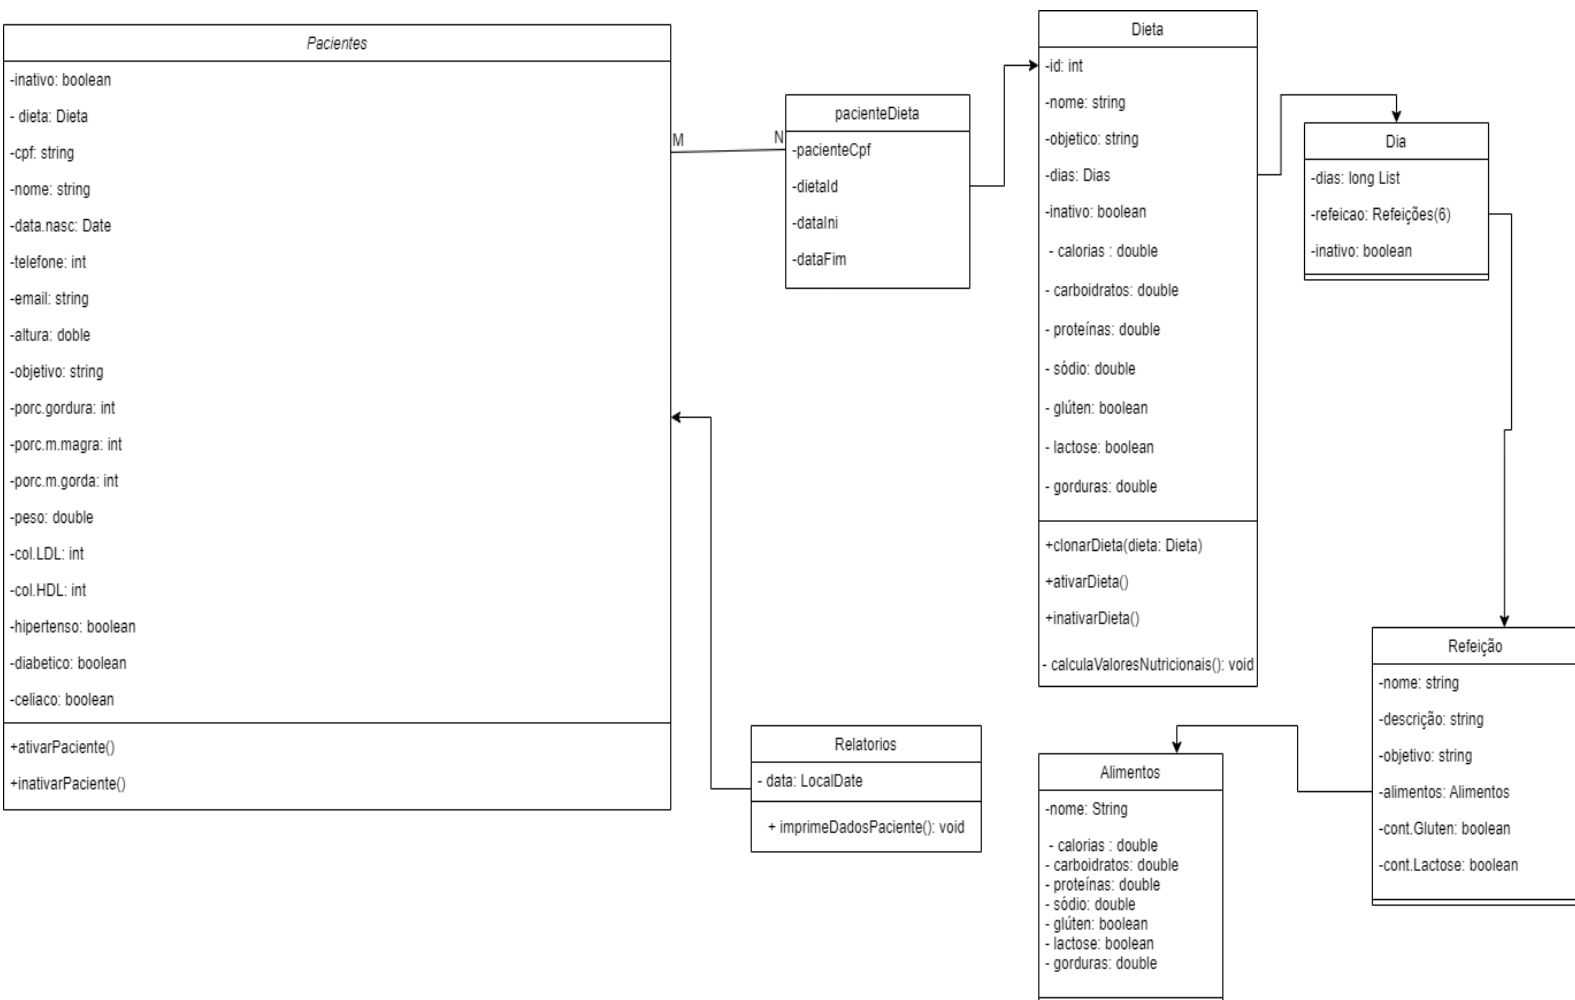 Pacientes
-inativo: boolean
- dieta: Dieta
-cpf: string
-nome: string
-data.nasc: Date
-telefone: int
-email: string
-altura: doble
-objetivo: string
-porc.gordura: int
-porc.m.magra: int
-porc.m.gorda: int
-peso: double
-col.LDL: int
-col.HDL: int
-hipertenso: boolean
-diabetico: boolean
-celiaco: boolean
+ativarPaciente()
+inativarPaciente()
M
N
pacienteDieta
-pacienteCpf
-dietaId
-dataIni
-dataFim
Dieta
-id: int
-nome: string
-objetico: string
-dias: Dias
-inativo: boolean
- calorias : double
- carboidratos: double
- proteínas: double
- sódio: double
- glúten: boolean
- lactose: boolean
- gorduras: double
+clonarDieta(dieta: Dieta)
+ativarDieta()
+inativarDieta()
- calculaValoresNutricionais(): void
Dia
-dias: long List
-refeicao: Refeições(6)
-inativo: boolean
Relatorios
- data: LocalDate
+ imprimeDadosPaciente(): void
Alimentos
-nome: String
- calorias : double
- carboidratos: double
- proteínas: double
- sódio: double
- glúten: boolean
- lactose: boolean
- gorduras: double
Refeição
-nome: string
-descrição: string
-objetivo: string
-alimentos: Alimentos
-cont.Gluten: boolean
-cont.Lactose: boolean